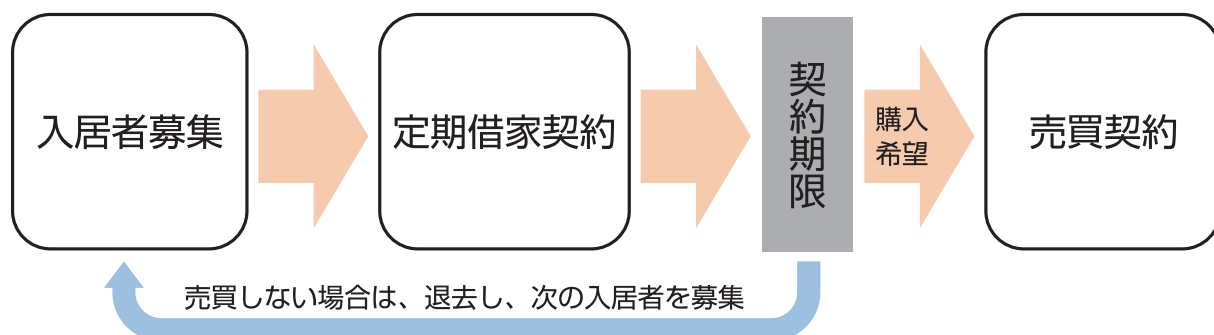 入居者募集
定期借家契約
契約期限
購入
希望
売買契約
売買しない場合は、退去し、次の入居者を募集